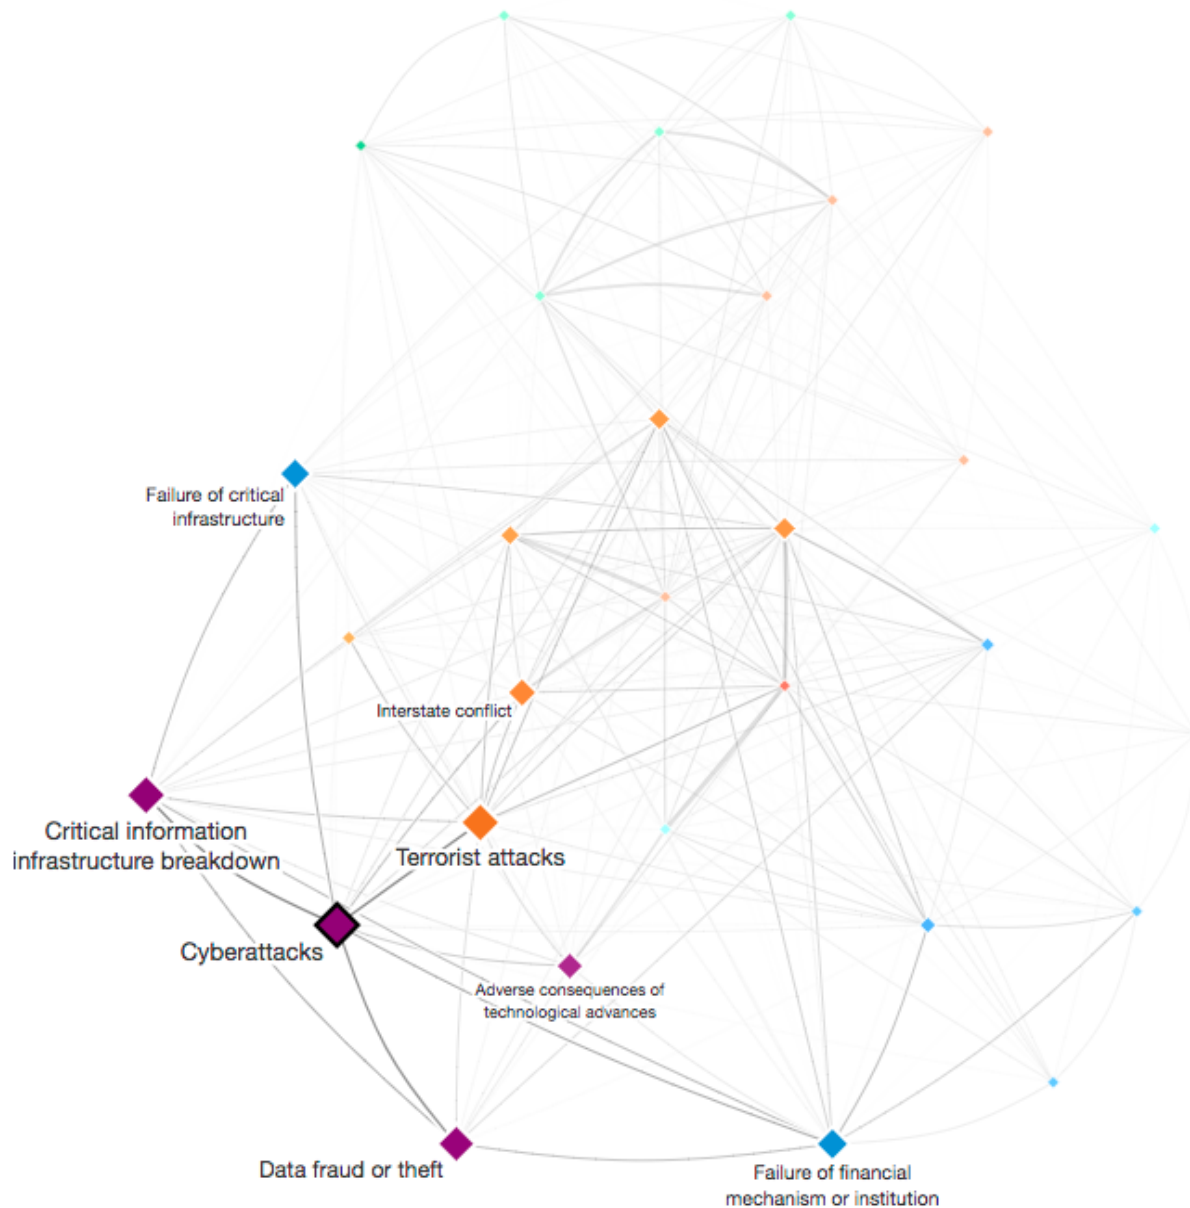 Failure of critical
infrastructure
Interstate conflict
Critical information
infrastructure breakdown
Terrorist attacks
Cyberattacks
Adverse consequences of
technological advances
Data fraud or theft
Failure of financial
mechanism or institution